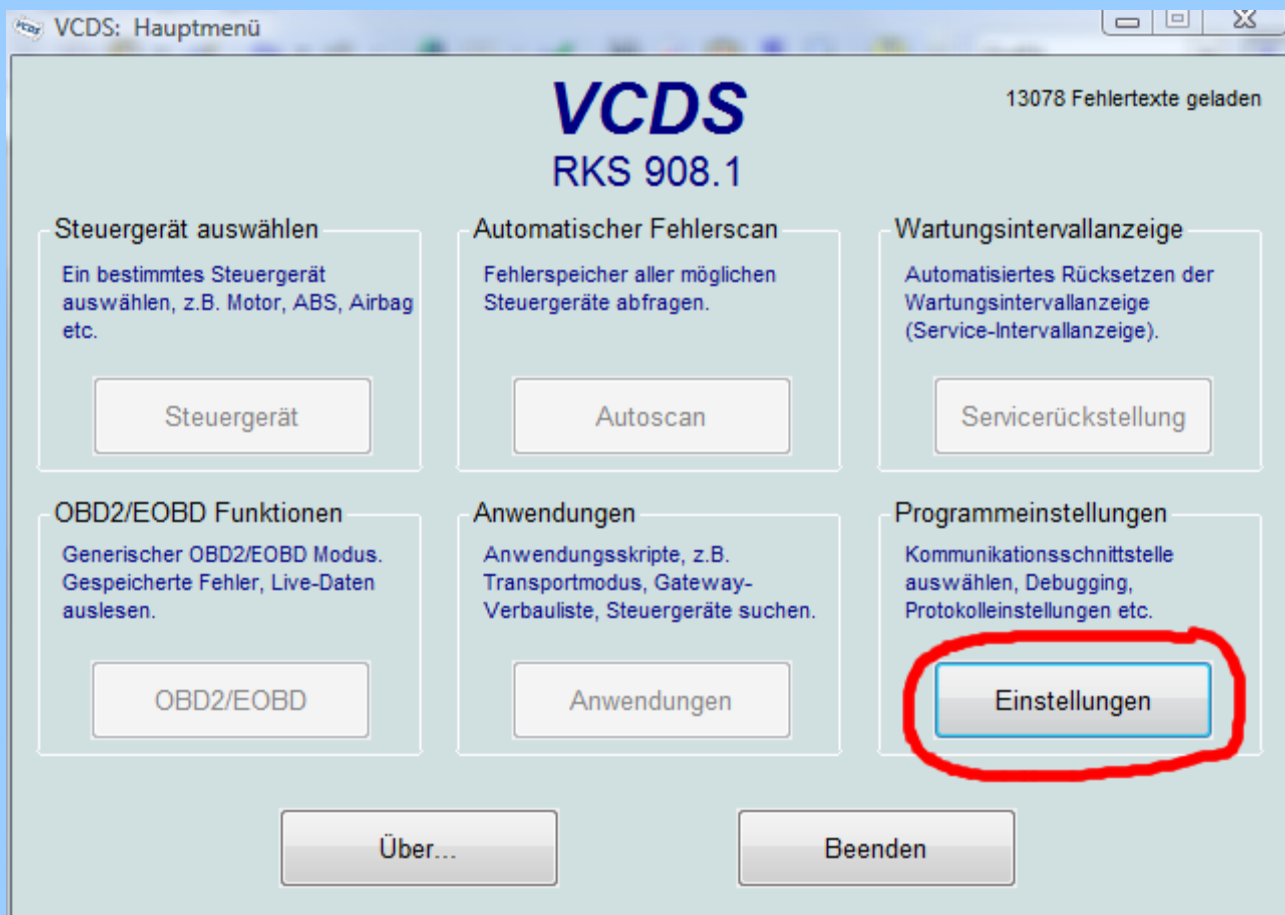 VCDS: Hauptmenü
VCDS
RKS 908.1
13078 Fehlertexte geladen
Steuergerät auswählen
Ein bestimmtes Steuergerät
auswählen, z.B. Motor, ABS, Airbag
etc.
Steuergerät
Automatischer Fehlerscan
Fehlerspeicher aller möglichen
Steuergeräte abfragen.
Autoscan
Wartungsintervallanzeige
Automatisiertes Rücksetzen der
Wartungsintervallanzeige
(Service-Intervallanzeige).
Servicerückstellung
OBD2/EOBD Funktionen
Generischer OBD2/EOBD Modus.
Gespeicherte Fehler, Live-Daten
auslesen.
OBD2/EOBD
Anwendungen
Anwendungsskripte, z.B.
Transportmodus, Gateway-
Verbauliste, Steuergeräte suchen.
Anwendungen
Programmeinstellungen
Kommunikationsschnittstelle
auswählen, Debugging,
Protokolleinstellungen etc.
Einstellungen
Über...
Beenden